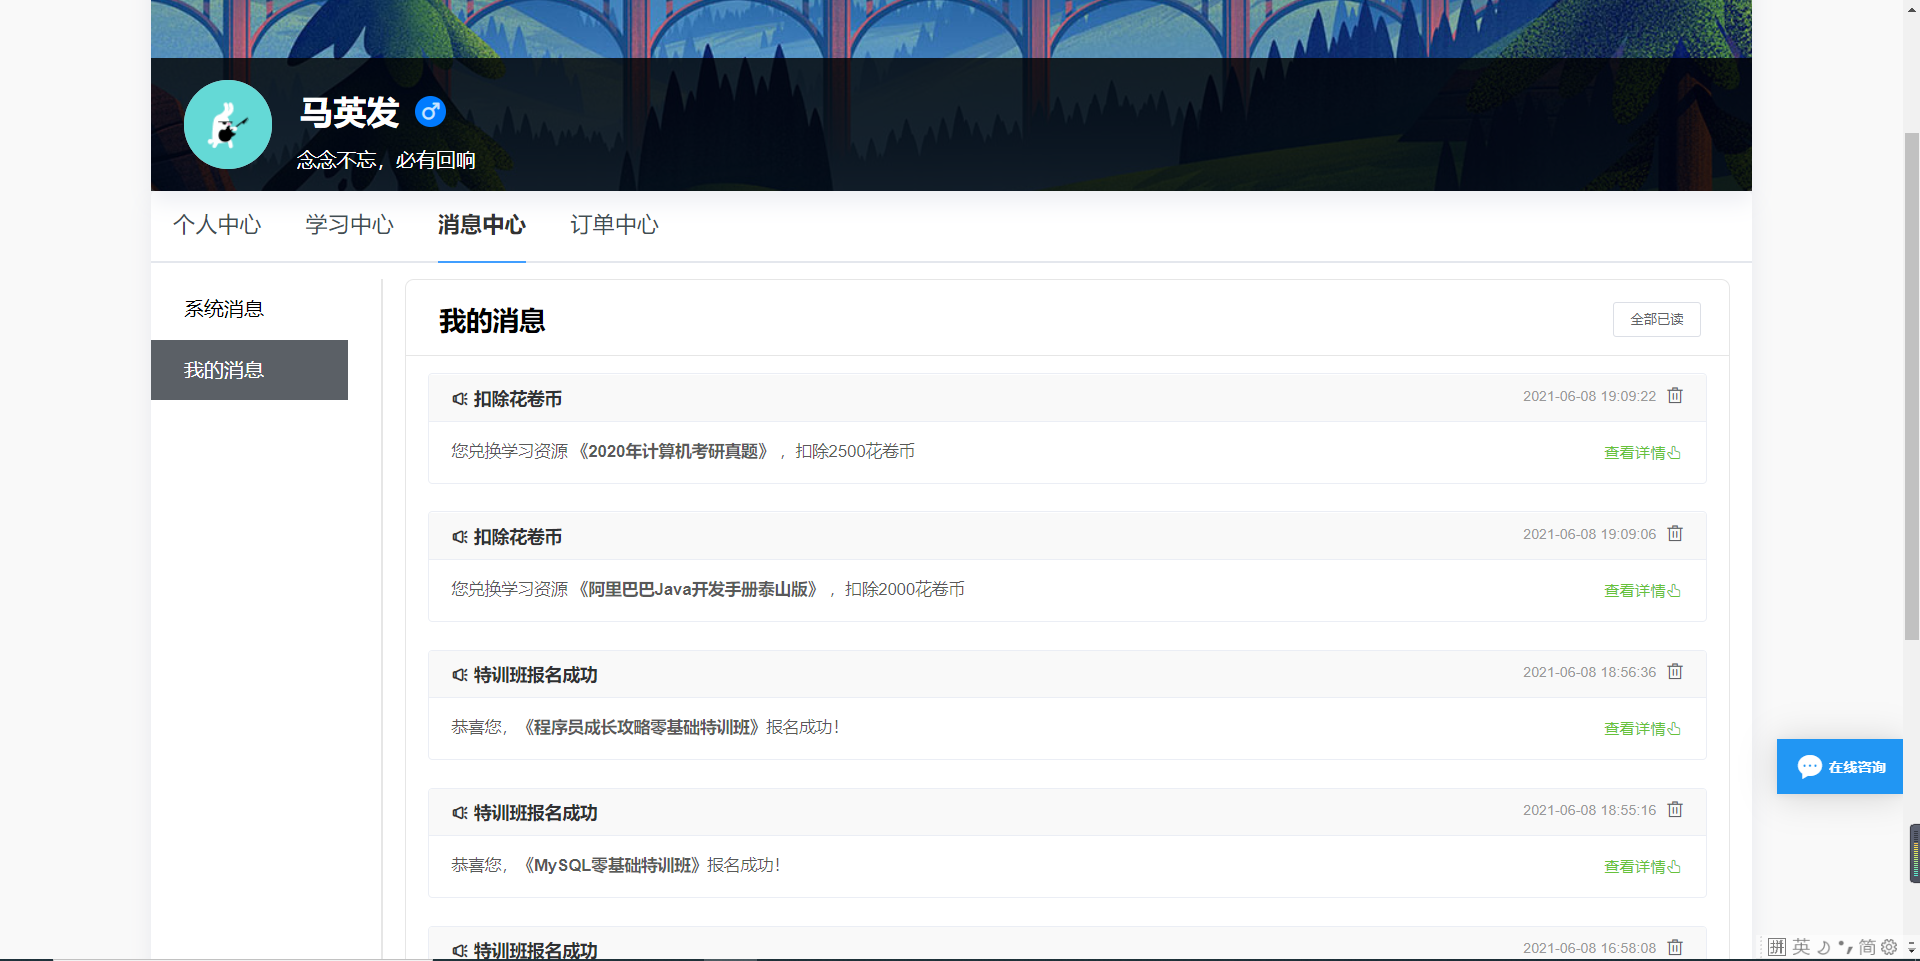 马英发
念念不忘，必有回响
个人中心 学习中心 消息中心 订单中心
系统消息
我的消息
我的消息
全部已读
扣除花卷币 2021-06-08 19:09:22
您兑换学习资源《2020年计算机考研真题》，扣除2500花卷币 查看详情
扣除花卷币 2021-06-08 19:09:06
您兑换学习资源《阿里巴巴Java开发手册泰山版》，扣除2000花卷币 查看详情
特训班报名成功 2021-06-08 18:56:36
恭喜您，《程序员成长攻略零基础特训班》报名成功！ 查看详情
特训班报名成功 2021-06-08 18:55:16
恭喜您，《MySQL零基础特训班》报名成功！ 查看详情
特训班报名成功 2021-06-08 16:58:08
在线咨询
拼 英 简